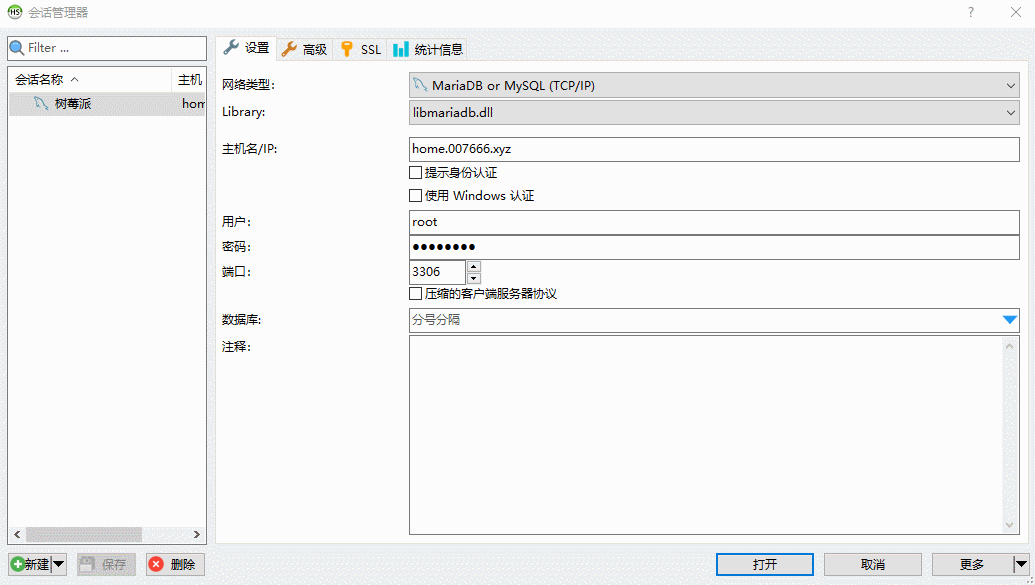 会话管理器
Filter ...
会话名称 主机
树莓派 hom
设置 高级 SSL 统计信息
网络类型: MariaDB or MySQL (TCP/IP)
Library: libmariadb.dll
主机名/IP: home.007666.xyz
提示身份认证
使用 Windows 认证
用户: root
密码: ●●●●●●●●
端口: 3306
压缩的客户端服务器协议
数据库: 分号分隔
注释:
新建 保存 删除 打开 取消 更多